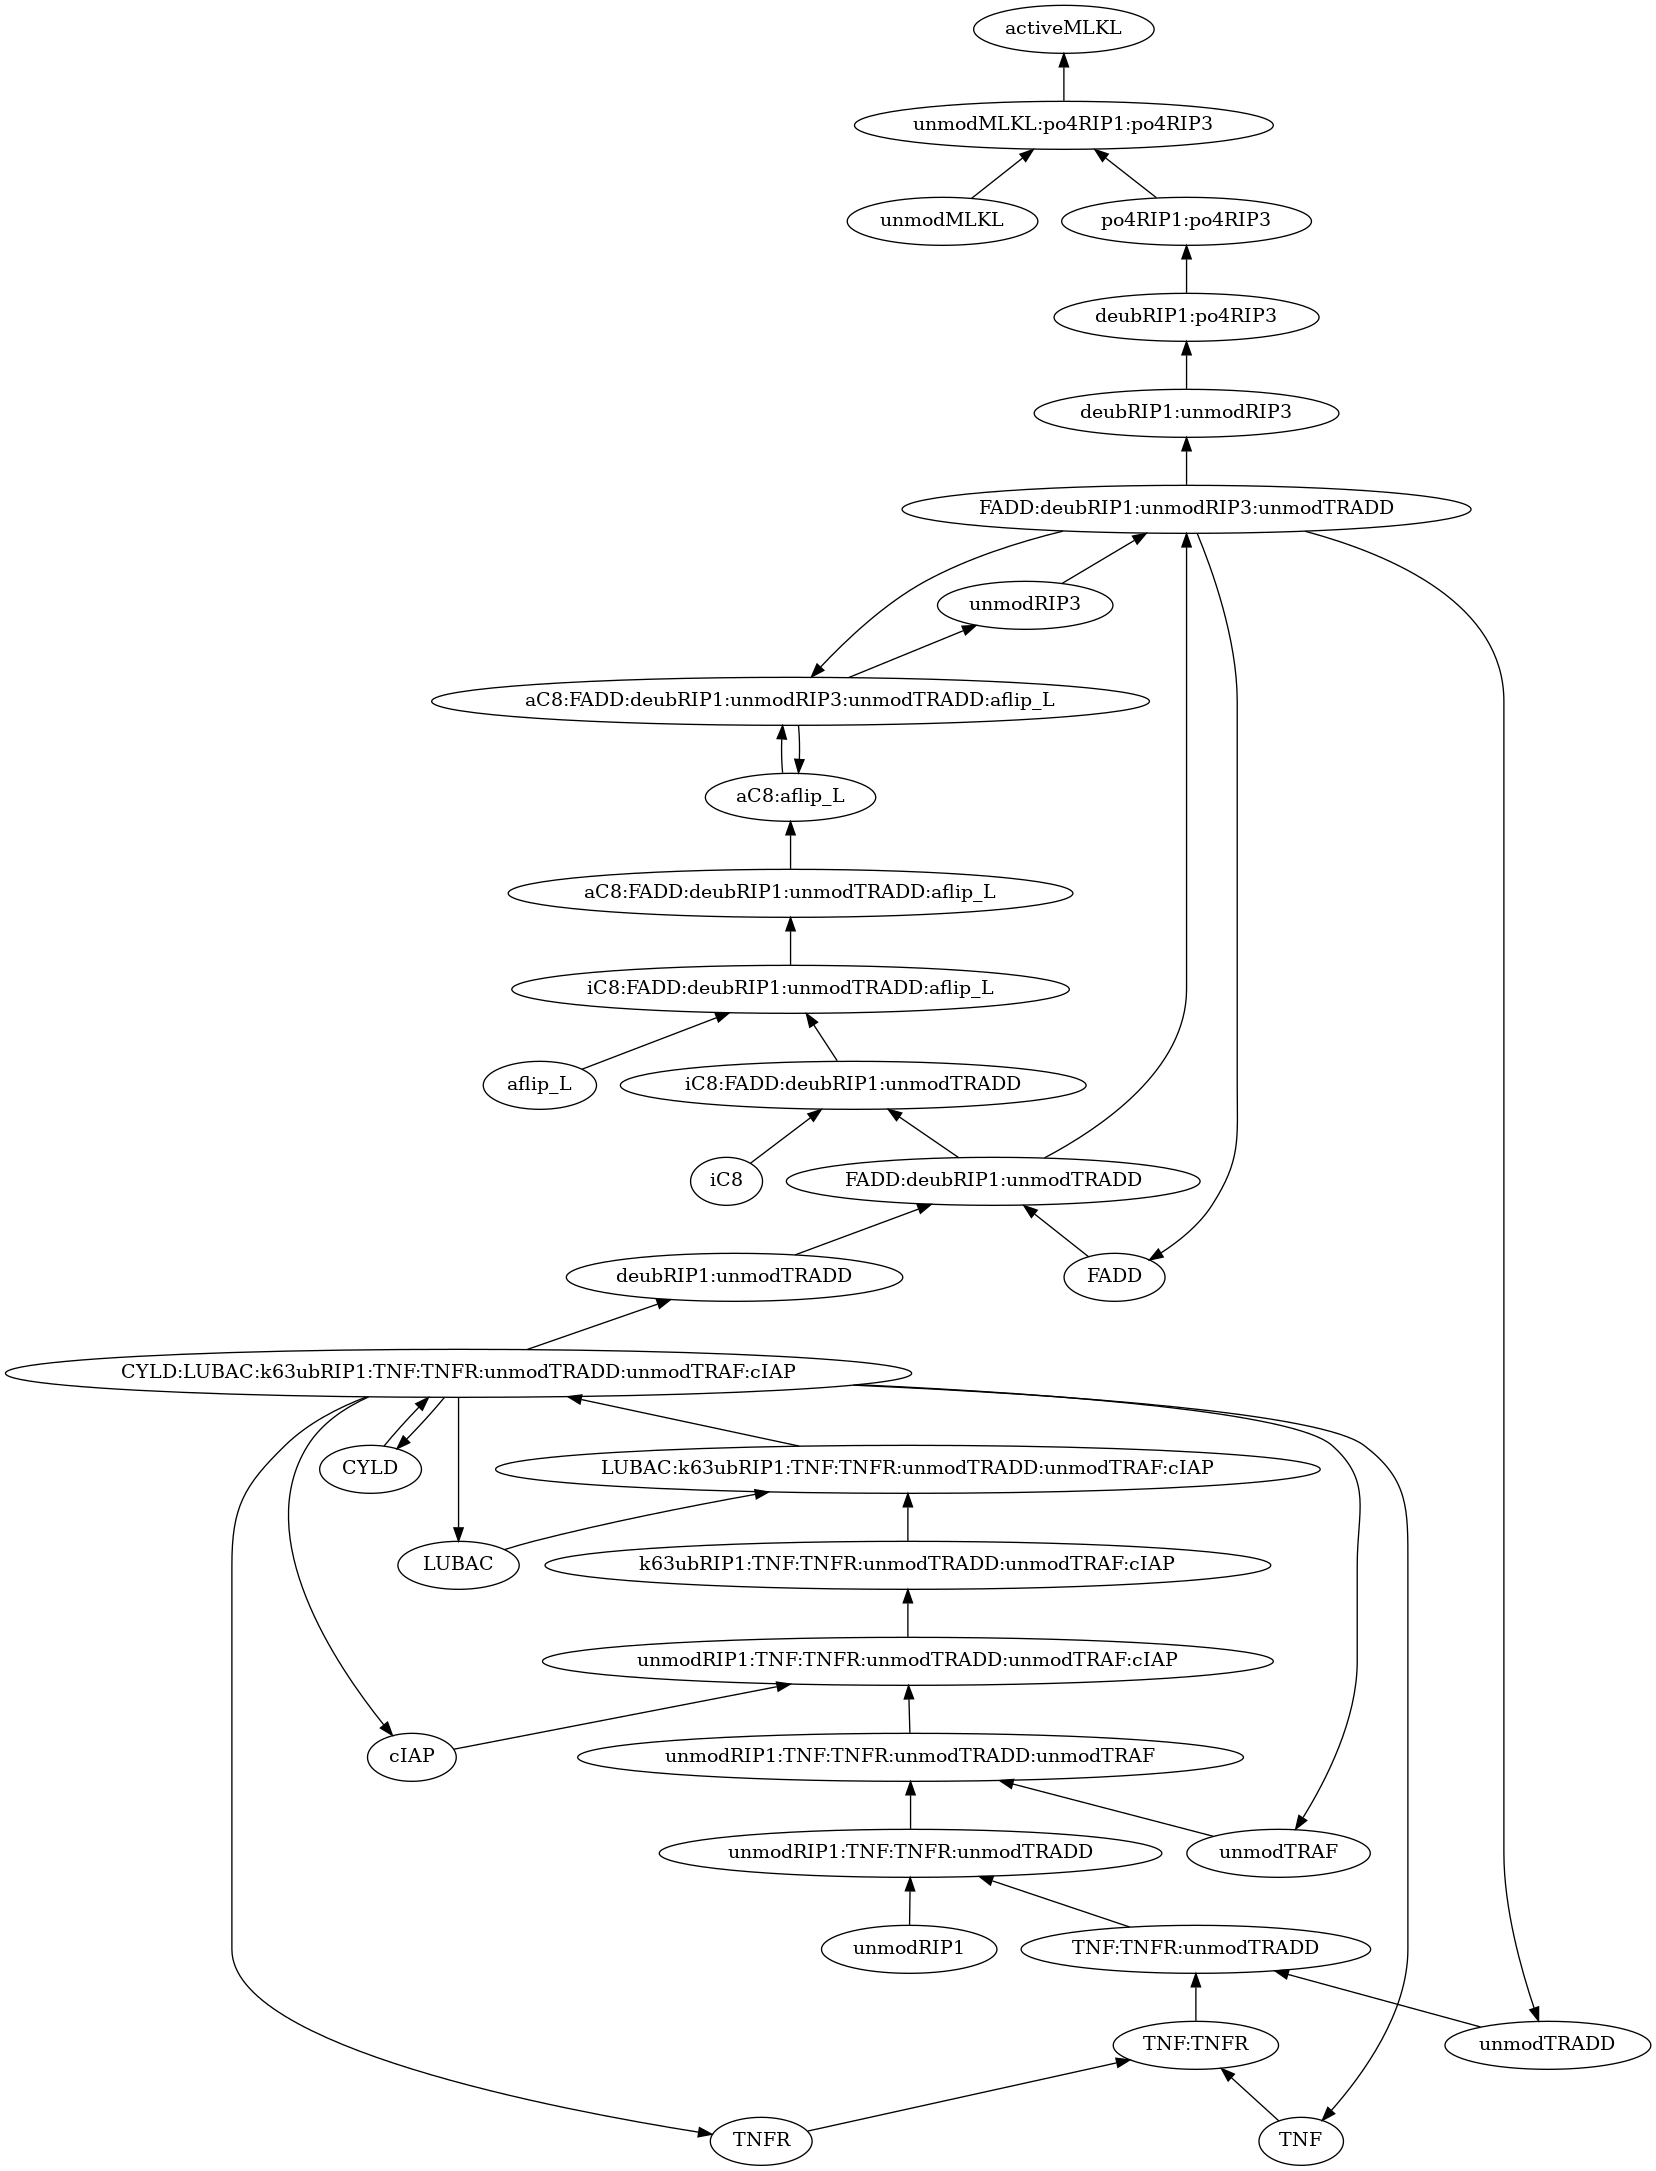 activeMLKL
unmodMLKL:po4RIP1:po4RIP3
unmodMLKL
po4RIP1:po4RIP3
deubRIP1:po4RIP3
deubRIP1:unmodRIP3
FADD:deubRIP1:unmodRIP3:unmodTRADD
unmodRIP3
aC8:FADD:deubRIP1:unmodRIP3:unmodTRADD:aflip_L
aC8:aflip_L
aC8:FADD:deubRIP1:unmodTRADD:aflip_L
iC8:FADD:deubRIP1:unmodTRADD:aflip_L
aflip_L
iC8:FADD:deubRIP1:unmodTRADD
iC8
FADD:deubRIP1:unmodTRADD
deubRIP1:unmodTRADD
FADD
CYLD:LUBAC:k63ubRIP1:TNF:TNFR:unmodTRADD:unmodTRAF:cIAP
CYLD
LUBAC:k63ubRIP1:TNF:TNFR:unmodTRADD:unmodTRAF:cIAP
LUBAC
k63ubRIP1:TNF:TNFR:unmodTRADD:unmodTRAF:cIAP
unmodRIP1:TNF:TNFR:unmodTRADD:unmodTRAF:cIAP
cIAP
unmodRIP1:TNF:TNFR:unmodTRADD:unmodTRAF
unmodRIP1:TNF:TNFR:unmodTRADD
unmodTRAF
unmodRIP1
TNF:TNFR:unmodTRADD
TNF:TNFR
unmodTRADD
TNFR
TNF